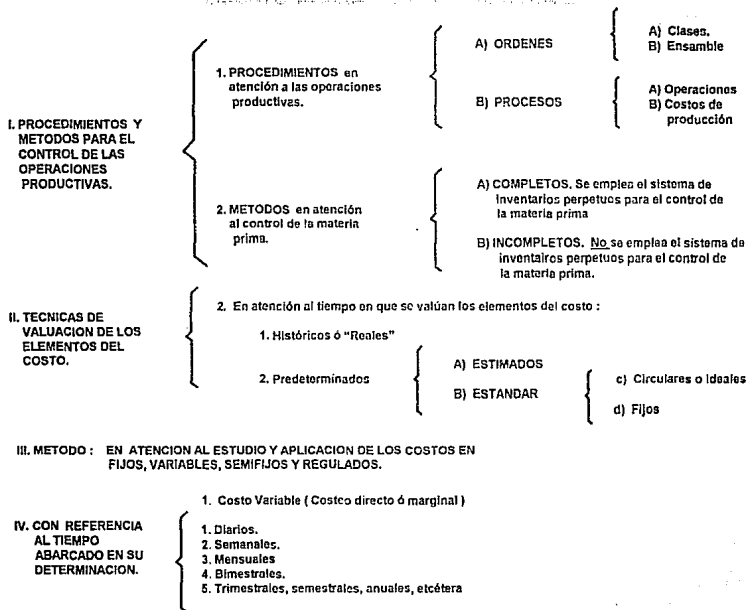 I. PROCEDIMIENTOS Y
METODOS PARA EL
CONTROL DE LAS
OPERACIONES
PRODUCTIVAS.
1. PROCEDIMIENTOS en
atención a las operaciones
productivas.
A) ORDENES
A) Clases.
B) Ensamble
B) PROCESOS
A) Operaciones
B) Costos de
producción
2. METODOS en atención
al control de la materia
prima.
A) COMPLETOS. Se emplea el sistema de
inventarios perpetuos para el control de
la materia prima
B) INCOMPLETOS. No se emplea el sistema de
inventairos perpetuos para el control de
la materia prima.
II. TECNICAS DE
VALUACION DE LOS
ELEMENTOS DEL
COSTO.
2. En atención al tiempo en que se valúan los elementos del costo :
1. Históricos ó "Reales"
2. Predeterminados
A) ESTIMADOS
B) ESTANDAR
c) Circulares o Ideales
d) Fijos
III. METODO : EN ATENCION AL ESTUDIO Y APLICACION DE LOS COSTOS EN
FIJOS, VARIABLES, SEMIFIJOS Y REGULADOS.
1. Costo Variable ( Costeo directo ó marginal )
IV. CON REFERENCIA
AL TIEMPO
ABARCADO EN SU
DETERMINACION.
1. Diarios.
2. Semanales.
3. Mensuales
4. Bimestrales.
5. Trimestrales, semestrales, anuales, etcétera